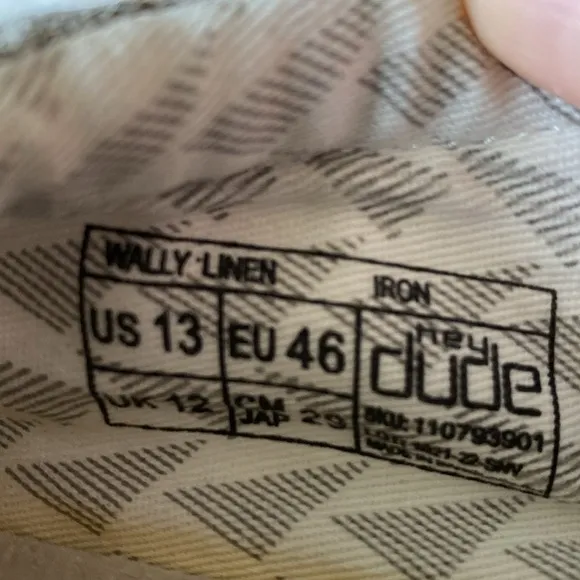 WALLY LINEN IRON
US 13 EU 46 hey dude
UK 12 CM JAP 29 SKU: 110793901